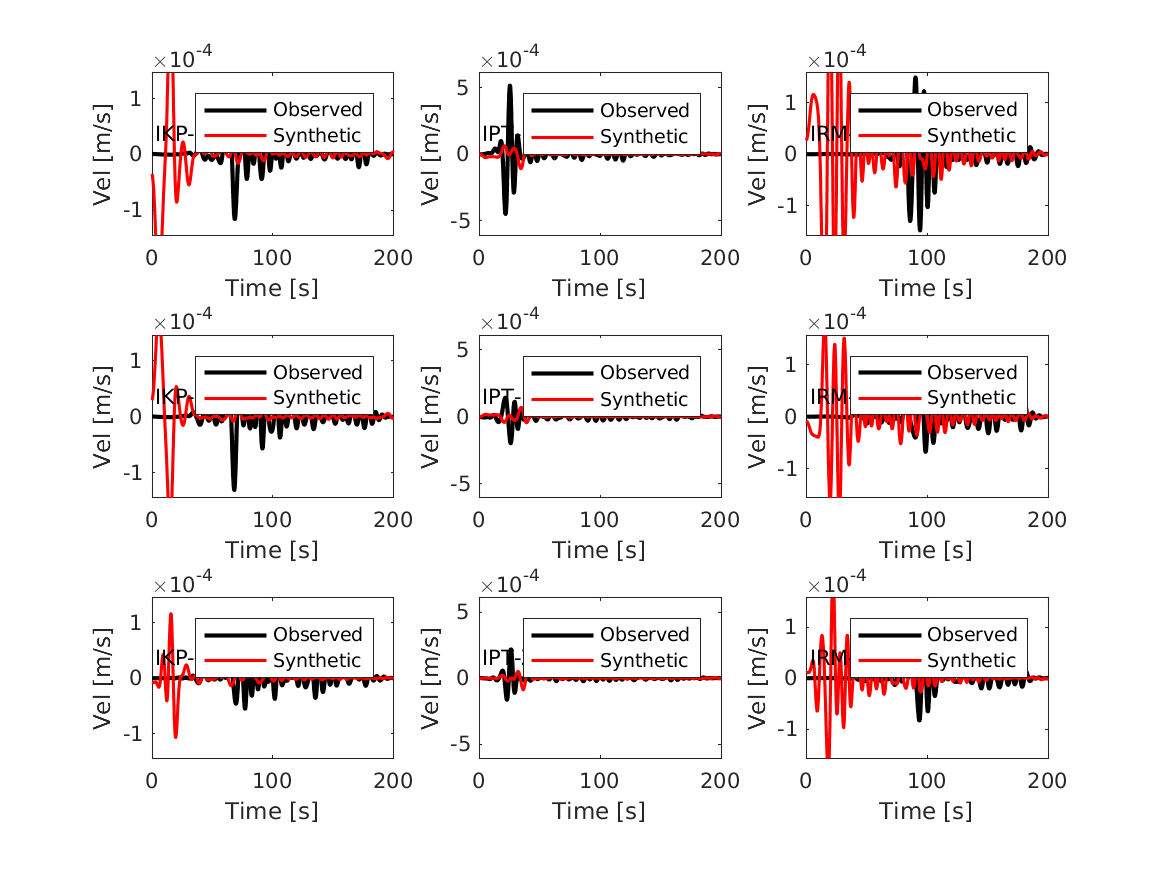 ×10-4 ×10-4
1 5 1
Observed Observed Observed
IKP- Synthetic IPT Synthetic IRM Synthetic
Vel [m/s] 0 Vel [m/s] 0 Vel [m/s] 0
-1 -5 -1
0 100 200 0 100 200 0 100 200
Time [s] Time [s] Time [s]
×10-4 ×10-4 ×10-4
5
1 1
Observed Observed Observed
IKP- Synthetic IPT- Synthetic IRM Synthetic
Vel [m/s] 0 Vel [m/s] 0 Vel [m/s] 0
-1 -5 -1
0 100 200 0 100 200 0 100 200
Time [s] Time [s] Time [s]
×10-4 ×10-4 ×10-4
1 5 1
Observed Observed Observed
IKP- Synthetic IPT- Synthetic IRM Synthetic
Vel [m/s] 0 Vel [m/s] 0 Vel [m/s] 0
-1 -5 -1
0 100 200 0 100 200 0 100 200
Time [s] Time [s] Time [s]